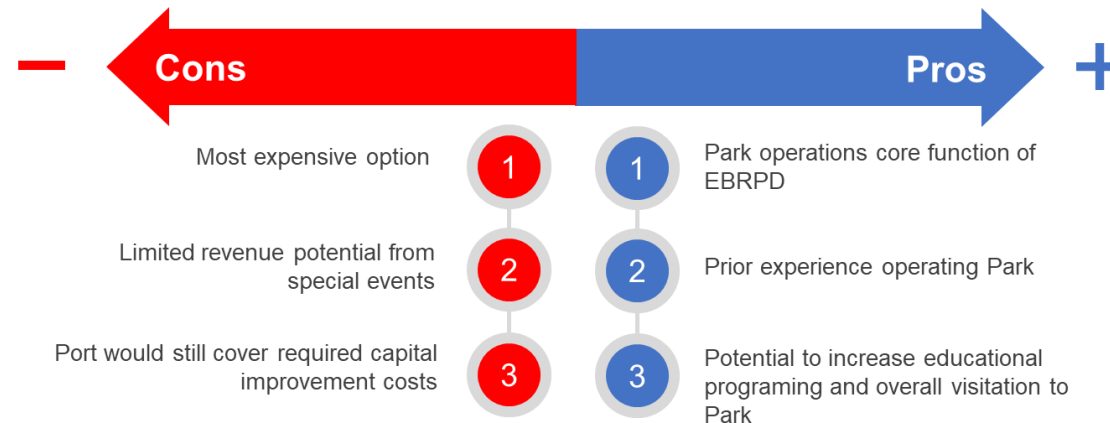 Cons
Pros
Most expensive option
1
1
Park operations core function of
EBRPD
Limited revenue potential from
special events
2
2
Prior experience operating Park
Port would still cover required capital
improvement costs
3
3
Potential to increase educational
programing and overall visitation to
Park